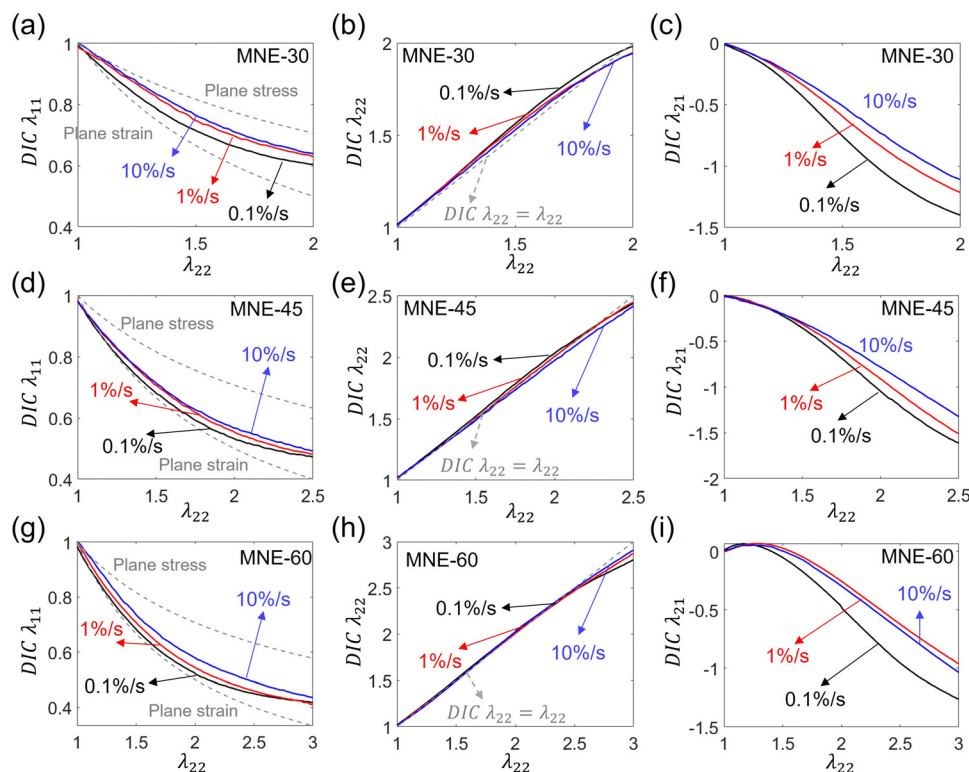 (a)
MNE-30
Plane stress
Plane strain
10%/s
1%/s
0.1%/s
DIC λ11
1
0.8
0.6
0.4
1
1.5
2
λ22
(b)
MNE-30
0.1%/s
1%/s
10%/s
DIC λ22 = λ22
DIC λ22
2
1.5
1
1
1.5
2
λ22
(c)
MNE-30
10%/s
1%/s
0.1%/s
DIC λ21
0
-0.5
-1
-1.5
1
1.5
2
λ22
(d)
MNE-45
Plane stress
10%/s
1%/s
0.1%/s
Plane strain
DIC λ11
1
0.8
0.6
0.4
1
1.5
2
2.5
λ22
(e)
MNE-45
0.1%/s
1%/s
10%/s
DIC λ22 = λ22
DIC λ22
2.5
2
1.5
1
1
1.5
2
2.5
λ22
(f)
MNE-45
10%/s
1%/s
0.1%/s
DIC λ21
0
-0.5
-1
-1.5
-2
1
1.5
2
2.5
λ22
(g)
MNE-60
Plane stress
10%/s
1%/s
0.1%/s
Plane strain
DIC λ11
1
0.8
0.6
0.4
1
1.5
2
2.5
3
λ22
(h)
MNE-60
0.1%/s
1%/s
10%/s
DIC λ22 = λ22
DIC λ22
3
2.5
2
1.5
1
1
1.5
2
2.5
3
λ22
(i)
MNE-60
10%/s
1%/s
0.1%/s
DIC λ21
0
-0.5
-1
-1.5
1
1.5
2
2.5
3
λ22